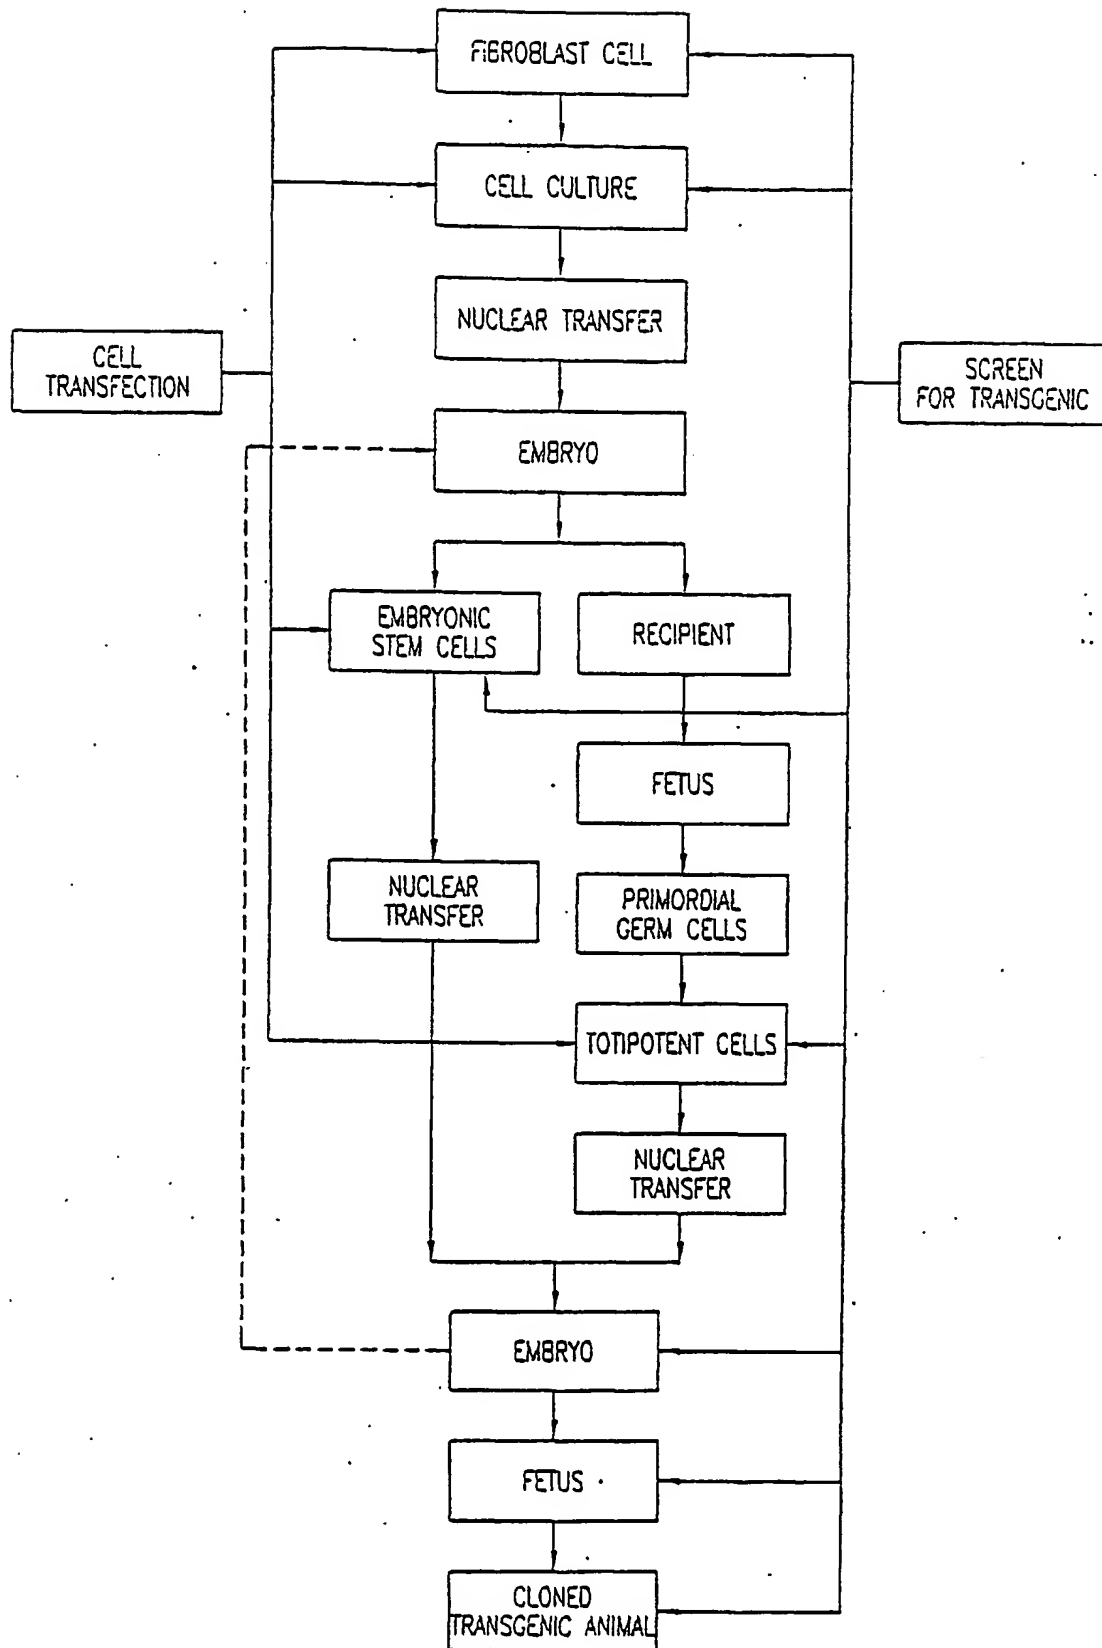 FIBROBLAST CELL
CELL CULTURE
NUCLEAR TRANSFER
CELL
TRANSFECTION
SCREEN
FOR TRANSGENIC
EMBRYO
EMBRYONIC
STEM CELLS
RECIPIENT
FETUS
NUCLEAR
TRANSFER
PRIMORDIAL
GERM CELLS
TOTIPOTENT CELLS
NUCLEAR
TRANSFER
EMBRYO
FETUS
CLONED
TRANSGENIC ANIMAL